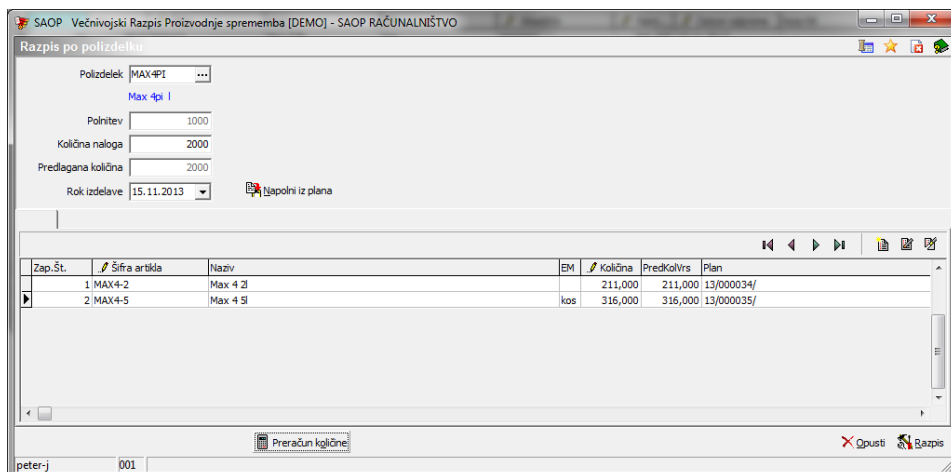 SAOP Večnivojski Razpis Proizvodnje sprememba [DEMO] - SAOP RAČUNALNIŠTVO
Razpis po polizdelku
Polizdelek MAX4PI ...
Max 4pi l
Polnitev 1000
Količina naloga 2000
Predlagana količina 2000
Rok izdelave 15.11.2013 Napolni iz plana
Zap.Št. Šifra artikla Naziv EM Količina PredKolVrs Plan
1 MAX4-2 Max 4 2l 211,000 211,000 13/000034/
2 MAX4-5 Max 4 5l kos 316,000 316,000 13/000035/
Preračun količine Opusti Razpis
peter-j 001